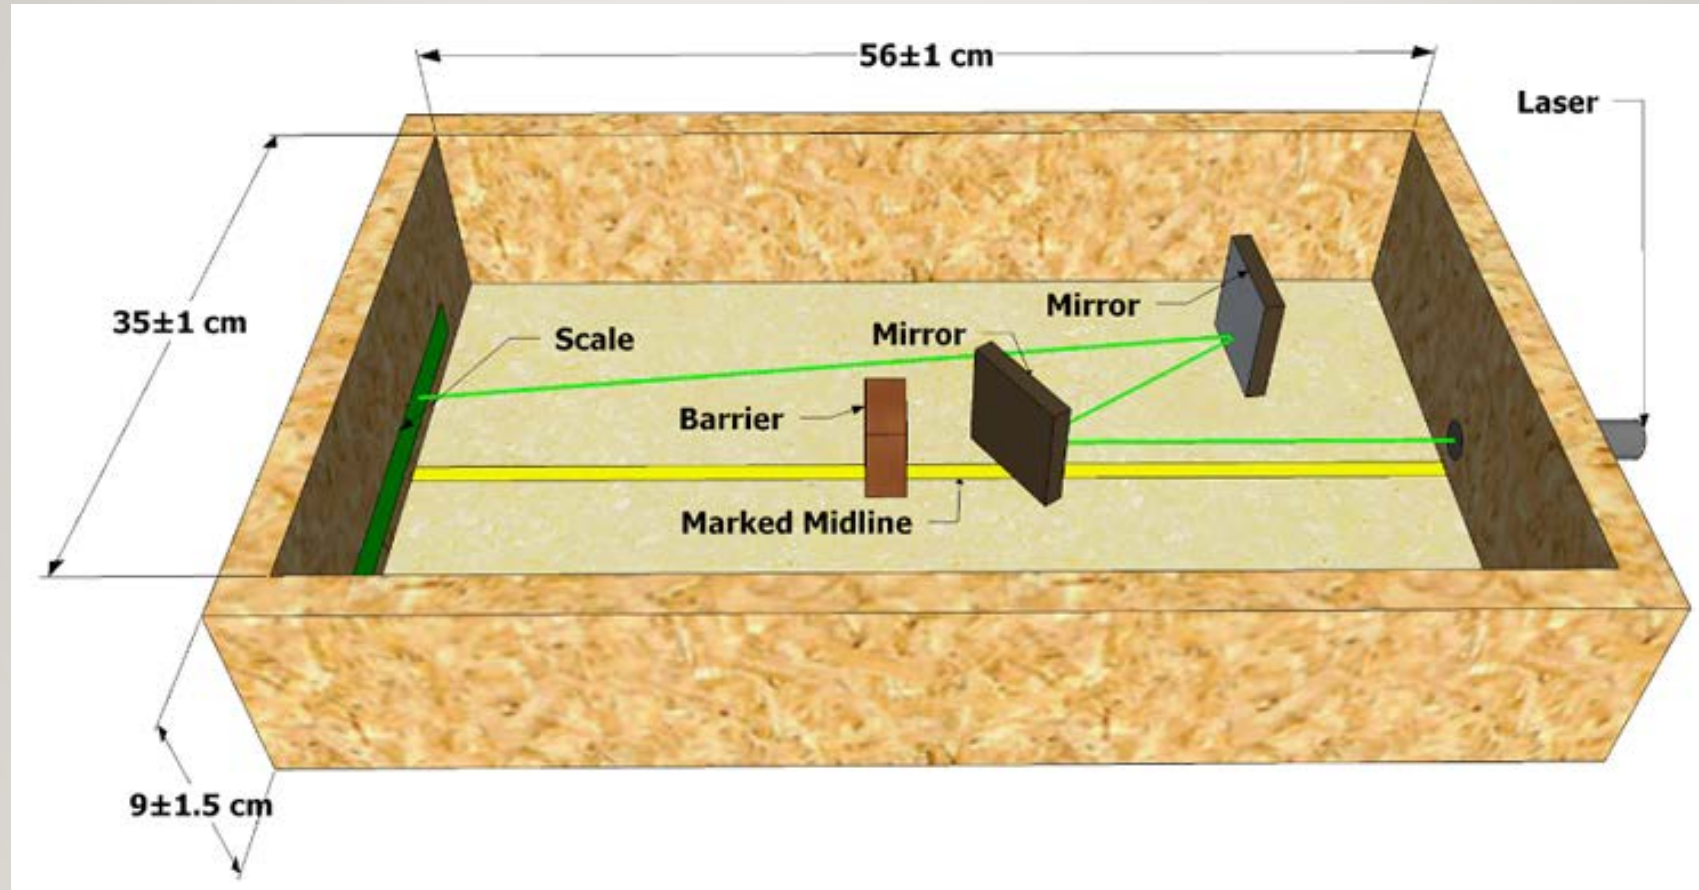 56±1 cm
Laser
35±1 cm
Scale
Mirror
Mirror
Barrier
Marked Midline
9±1.5 cm